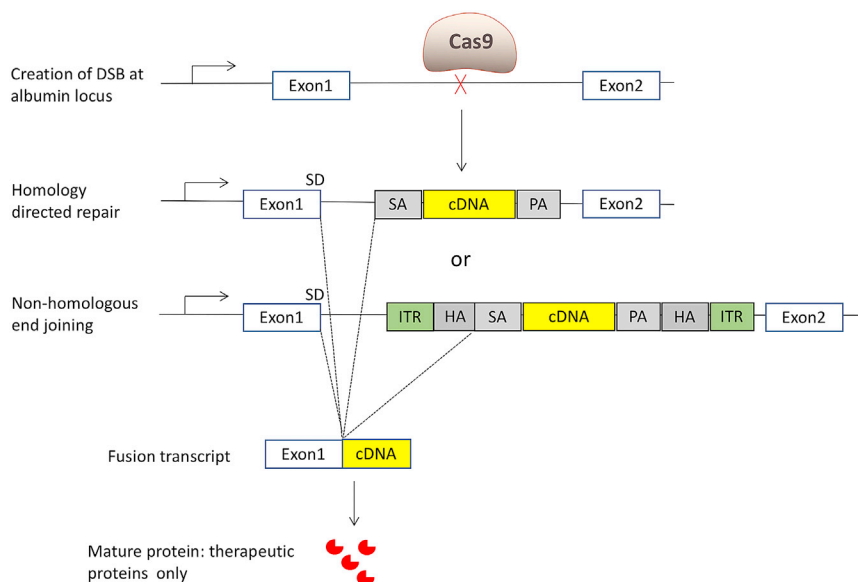 Cas9
Creation of DSB at
albumin locus
Exon1
Exon2
SD
Homology
directed repair
Exon1
SA
cDNA
PA
Exon2
or
SD
Non-homologous
end joining
Exon1
ITR
HA
SA
cDNA
PA
HA
ITR
Exon2
Fusion transcript
Exon1
cDNA
Mature protein: therapeutic
proteins only